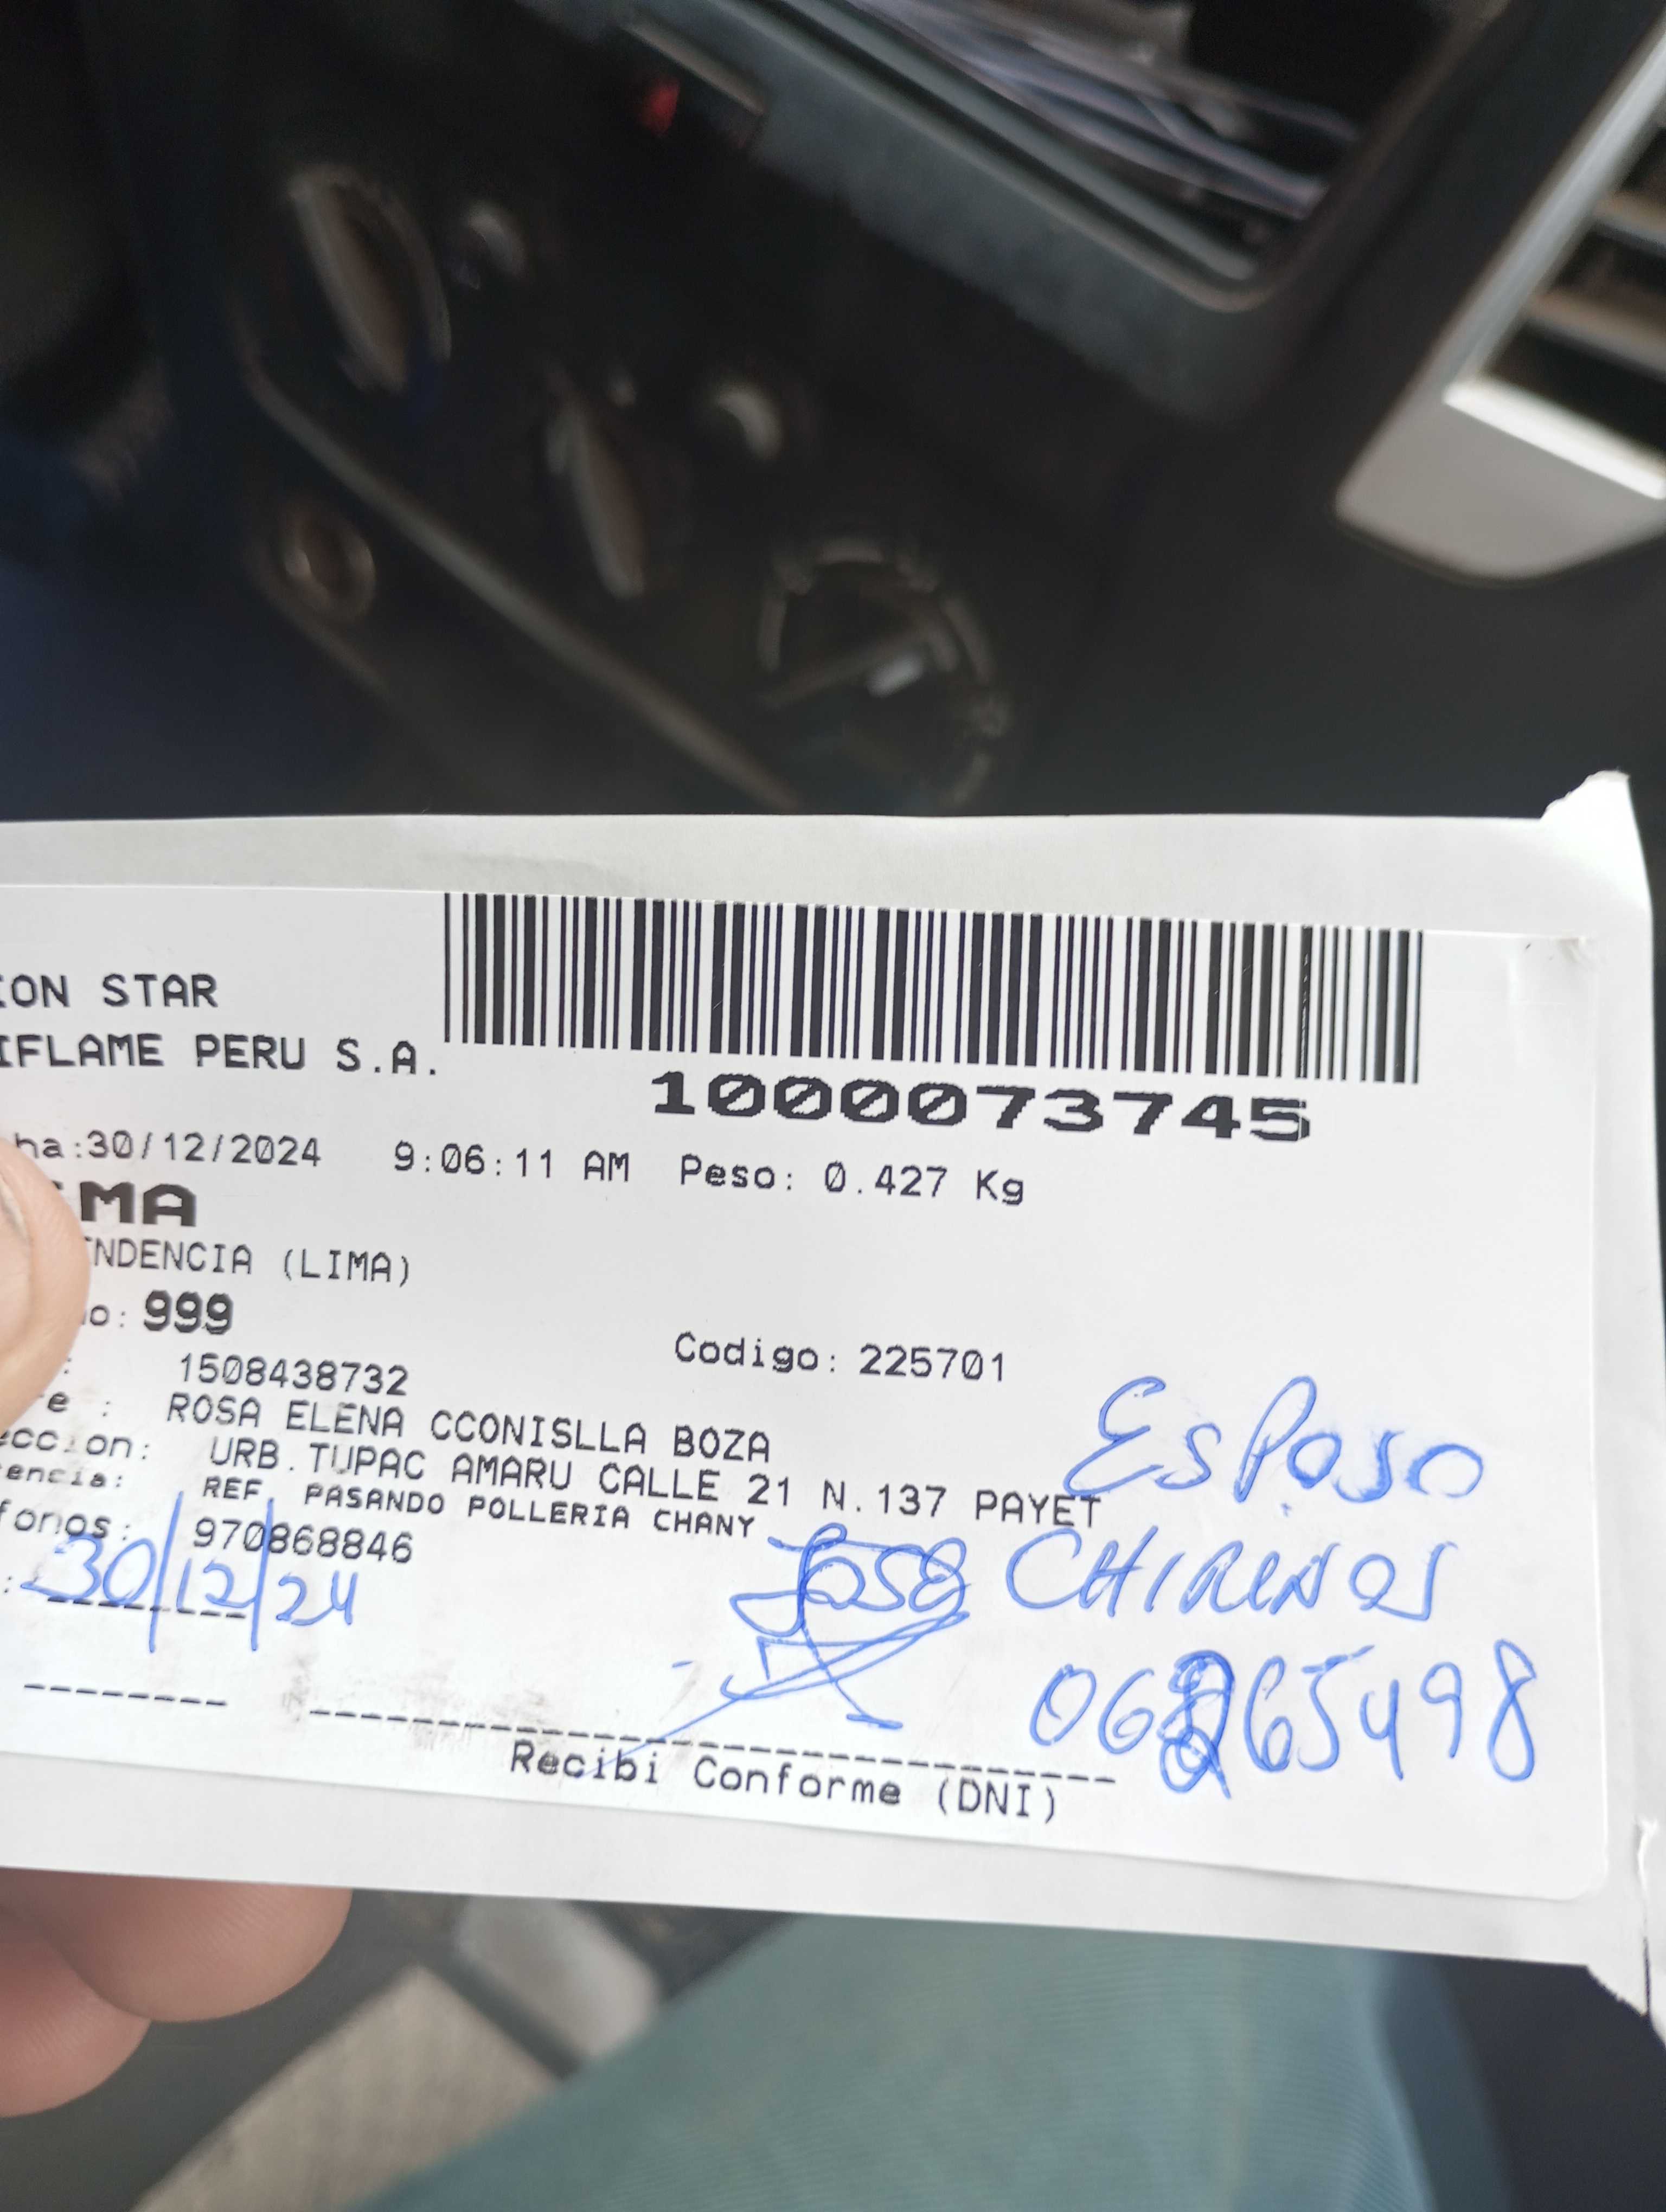 ION STAR
IFLAME PERU S.A.
1000073745
ha:30/12/2024 9:06:11 AM Peso: 0.427 Kg
MA
NDENCIA (LIMA)
o: 999
Codigo: 225701
: 1508438732
e : ROSA ELENA CCONISLLA BOZA
eccion: URB.TUPAC AMARU CALLE 21 N.137 PAYET
encia: REF. PASANDO POLLERIA CHANY
fonos: 970868846
Esposo
: 30/12/24
José CHIRINOS
Recibi Conforme (DNI)